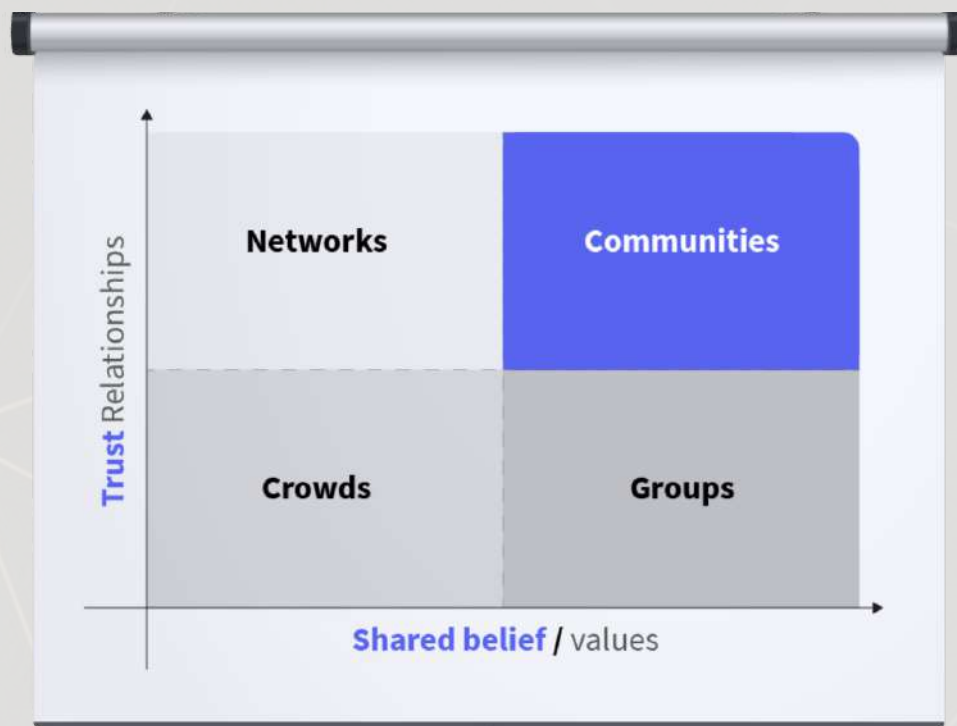 Networks
Communities
Trust Relationships
Crowds
Groups
Shared belief / values